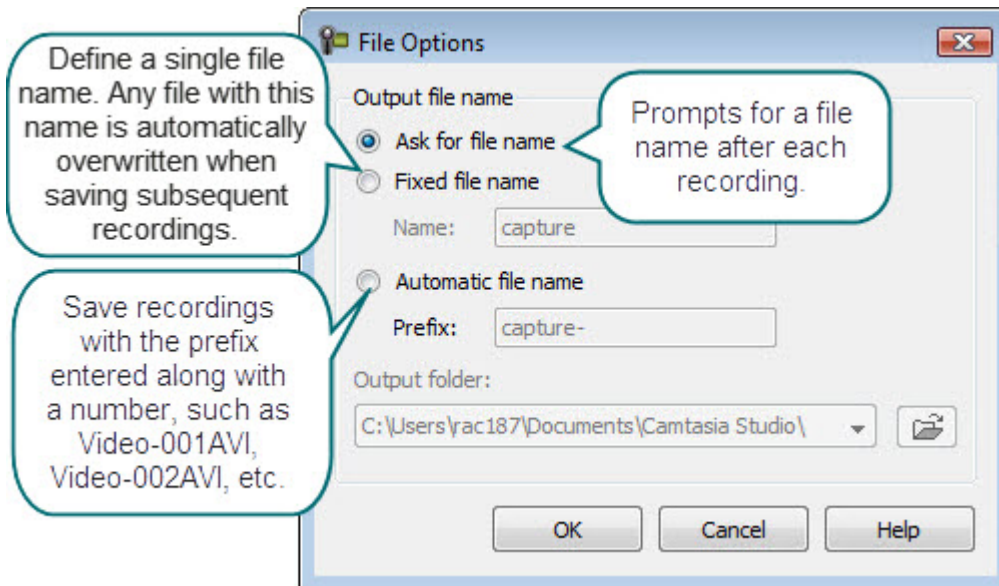 File Options
Define a single file
name. Any file with this
name is automatically
overwritten when
saving subsequent
recordings.
Output file name
Ask for file name
Prompts for a file
name after each
recording.
Fixed file name
Name: capture
Automatic file name
Save recordings
with the prefix
entered along with
a number, such as
Video-001AVI,
Video-002AVI, etc.
Prefix: capture-
Output folder:
C:\Users\rac187\Documents\Camtasia Studio\
OK Cancel Help